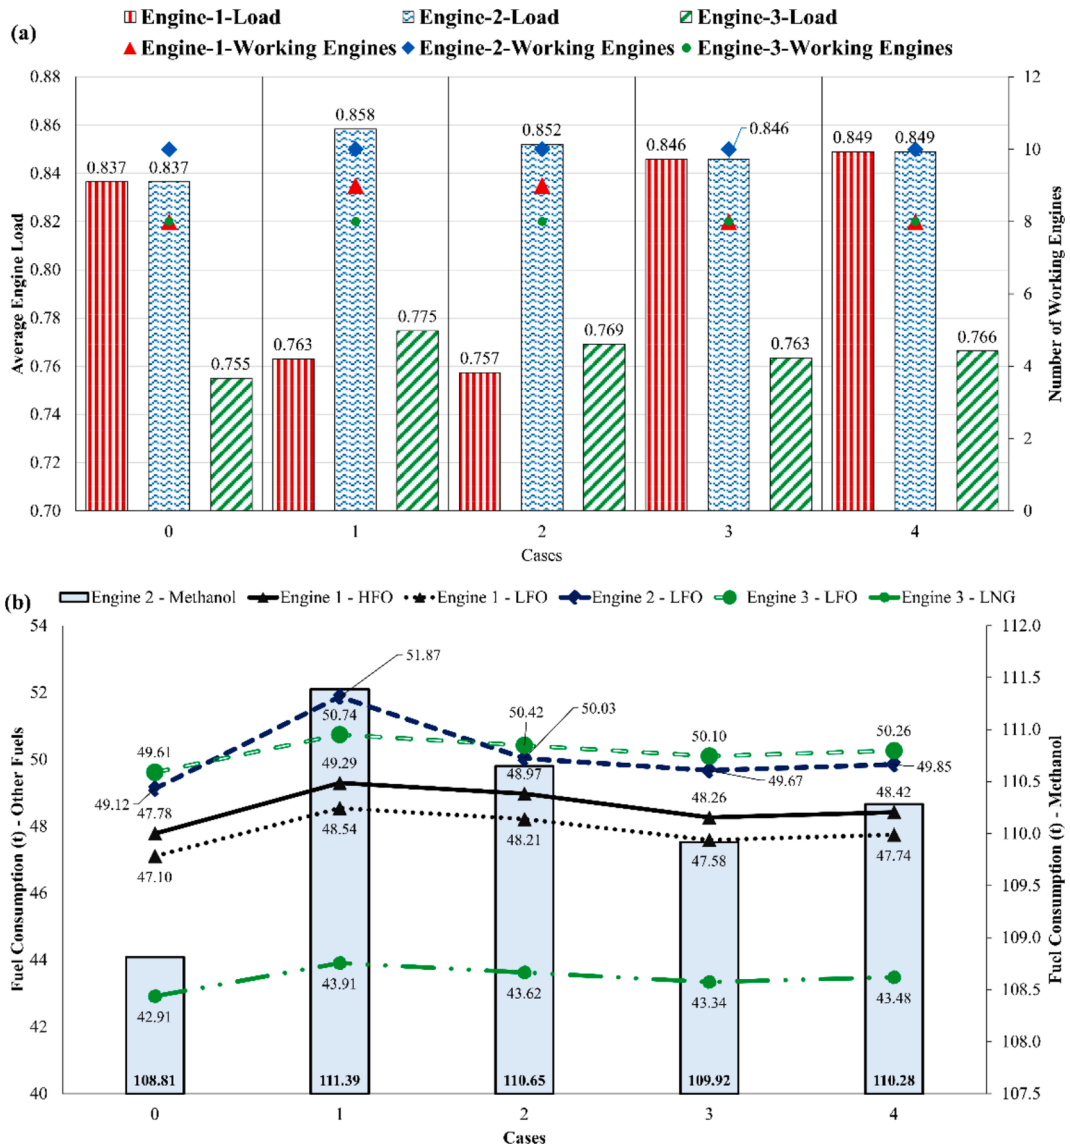 (a)
Engine-1-Load Engine-2-Load Engine-3-Load
Engine-1-Working Engines Engine-2-Working Engines Engine-3-Working Engines
Average Engine Load
0.88
0.86
0.84
0.82
0.80
0.78
0.76
0.74
0.72
0.70
0.837 0.837 0.755
0.763 0.858 0.775
0.757 0.852 0.769
0.846 0.846 0.763
0.849 0.849 0.766
12
10
8
6
4
2
0
Number of Working Engines
0 1 2 3 4
Cases
(b)
Engine 2 - Methanol Engine 1 - HFO Engine 1 - LFO Engine 2 - LFO Engine 3 - LFO Engine 3 - LNG
Fuel Consumption (t) - Other Fuels
54
52
50
48
46
44
42
40
49.61 50.74 50.42 50.10 50.26
49.12 51.87 50.03 49.67 49.85
47.78 49.29 48.97 48.26 48.42
47.10 48.54 48.21 47.58 47.74
42.91 43.91 43.62 43.34 43.48
108.81 111.39 110.65 109.92 110.28
112.0
111.5
111.0
110.5
110.0
109.5
109.0
108.5
108.0
107.5
Fuel Consumption (t) - Methanol
0 1 2 3 4
Cases